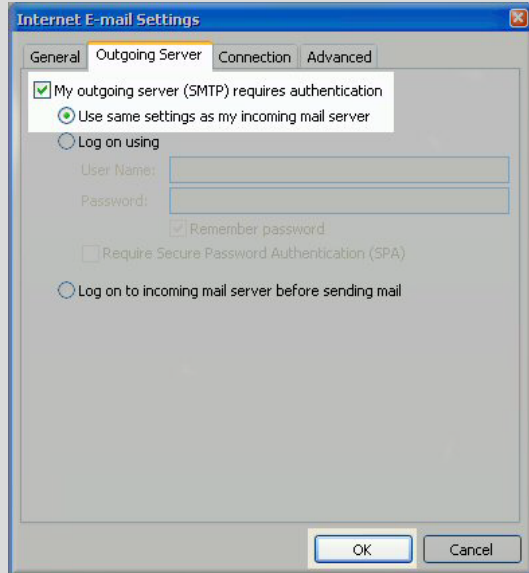 Internet E-mail Settings
General Outgoing Server Connection Advanced
My outgoing server (SMTP) requires authentication
Use same settings as my incoming mail server
Log on using
User Name:
Password:
Remember password
Require Secure Password Authentication (SPA)
Log on to incoming mail server before sending mail
OK Cancel